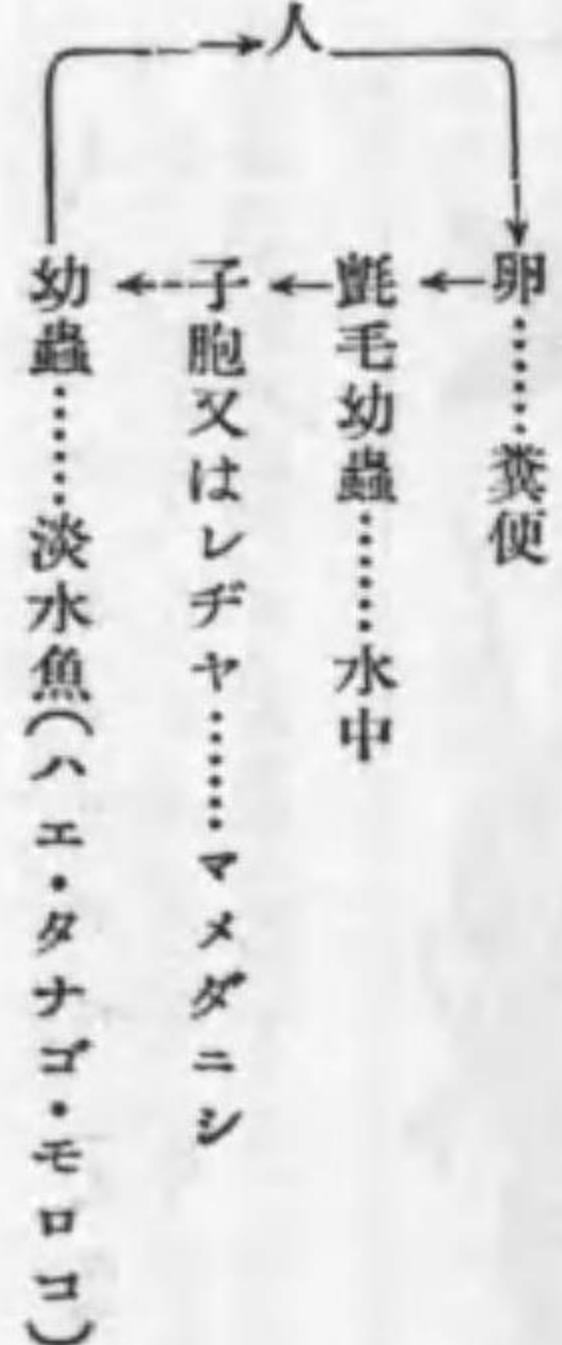 人
卵……糞便
氈毛幼蟲……水中
子胞又はレヂヤ……マメダニシ
幼蟲……淡水魚(ハエ・タナゴ・モロコ)